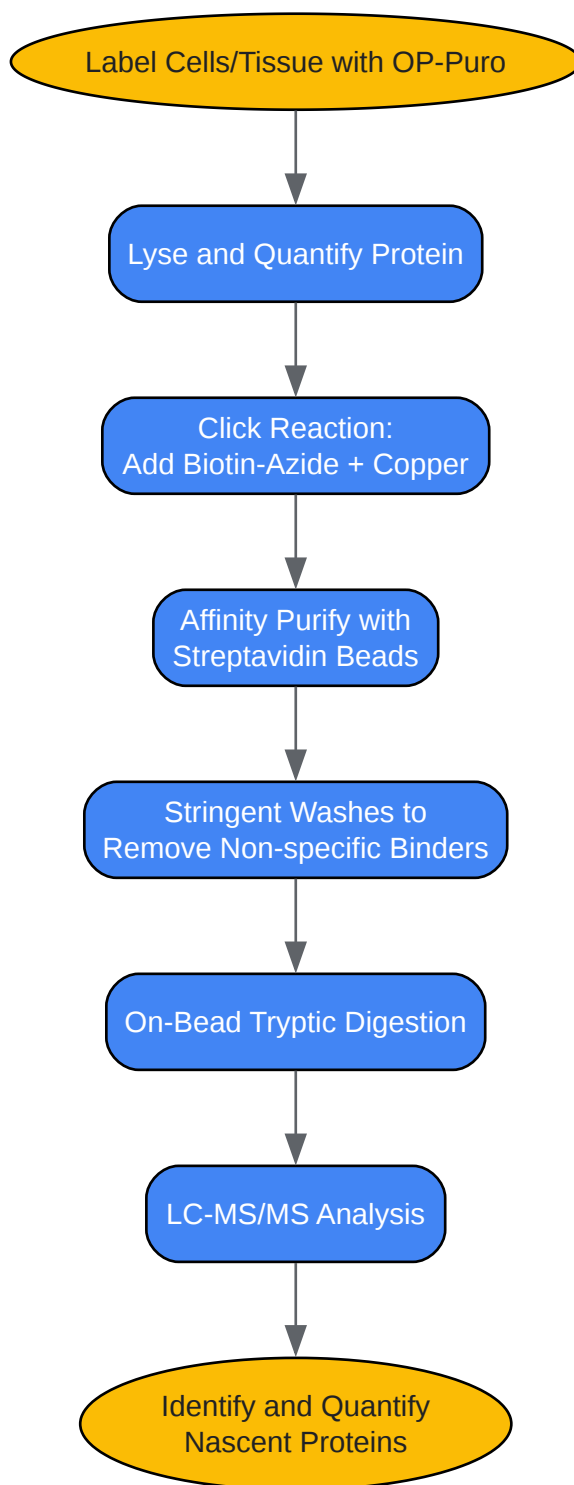 Label Cells/Tissue with OP-Puro
Lyse and Quantify Protein
Click Reaction:
Add Biotin-Azide + Copper
Affinity Purify with
Streptavidin Beads
Stringent Washes to
Remove Non-specific Binders
On-Bead Tryptic Digestion
LC-MS/MS Analysis
Identify and Quantify
Nascent Proteins